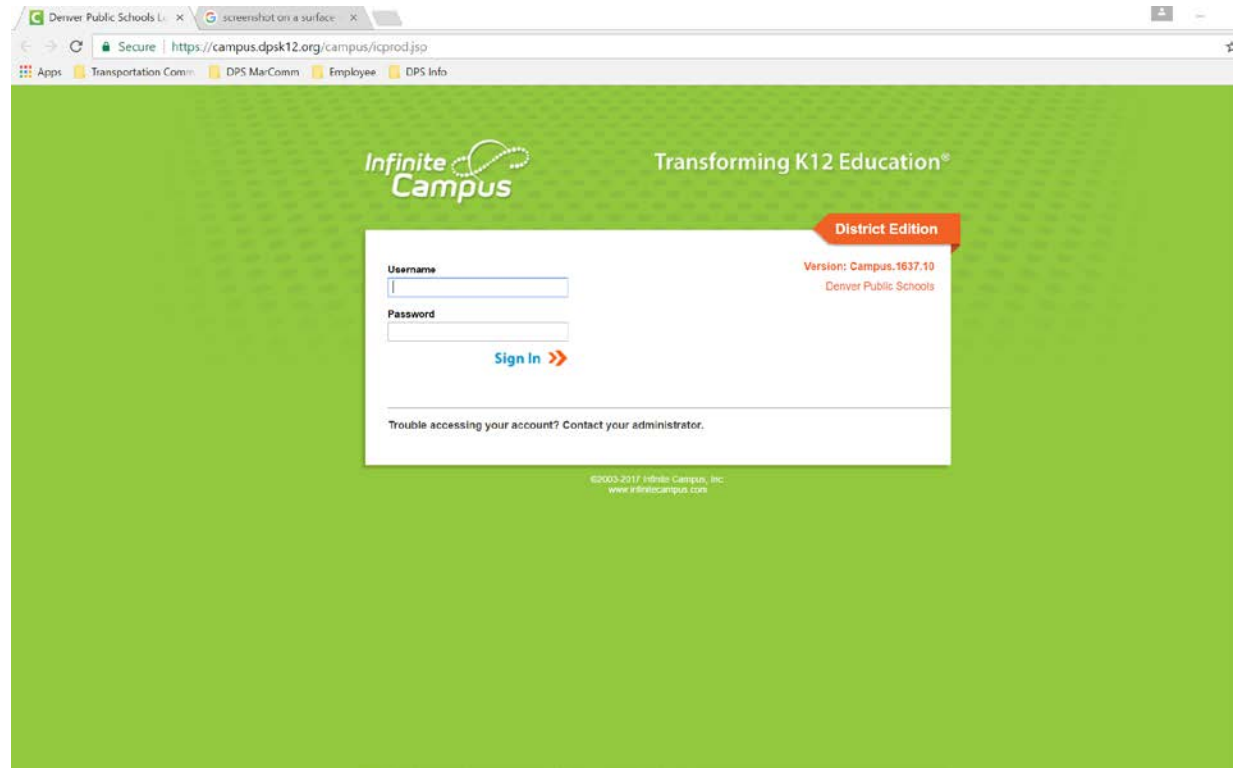 Denver Public Schools Lo
screenshot on a surface
Secure https://campus.dpsk12.org/campus/icprod.jsp
Apps Transportation Comm DPS MarComm Employee DPS Info
Infinite
Campus
Transforming K12 Education®
District Edition
Version: Campus.1637.10
Denver Public Schools
Username
Password
Sign In
Trouble accessing your account? Contact your administrator.
©2003-2017 Infinite Campus, Inc.
www.infinitecampus.com